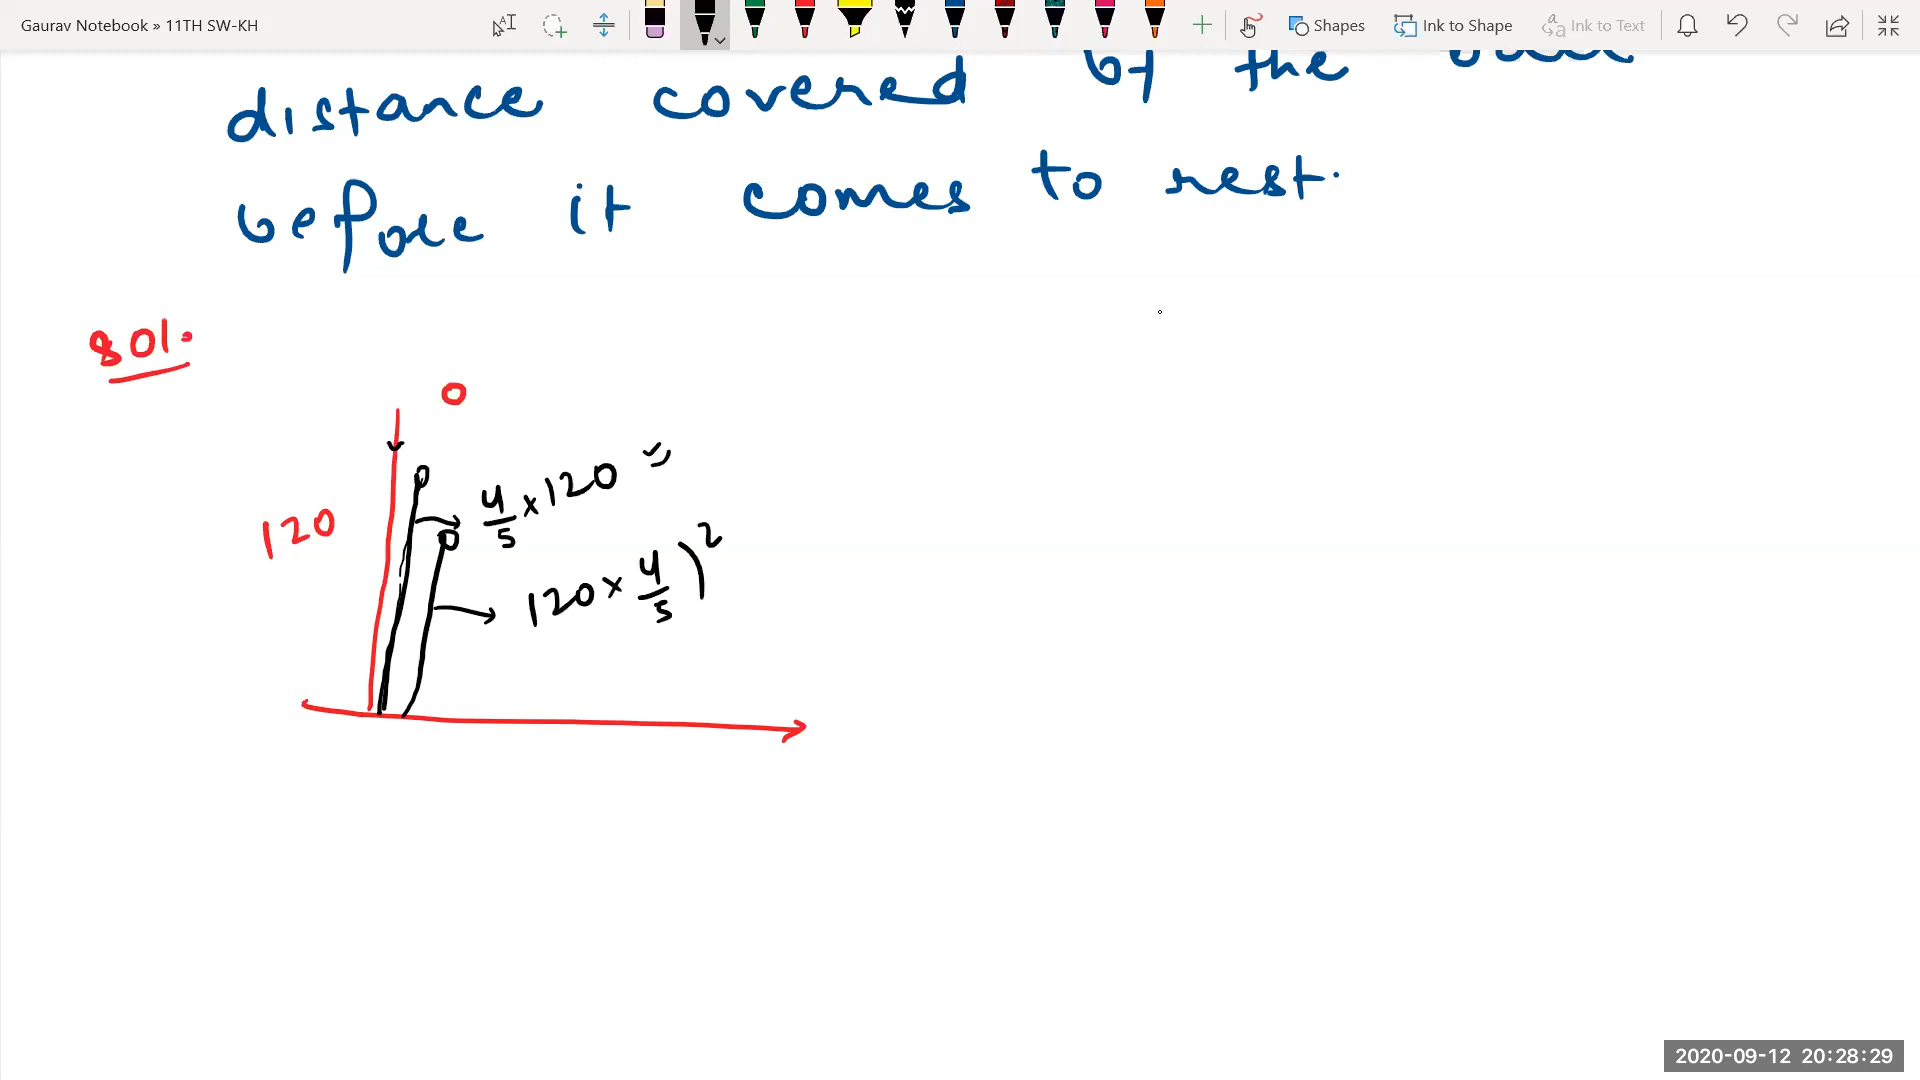 Gaurav Notebook » 11TH SW-KH
Shapes
Ink to Shape
Ink to Text
distance covered by the
before it comes to rest.
Sol.
0
120
4/5 × 120 =
120 × 4/5 )²
2020-09-12 20:28:29